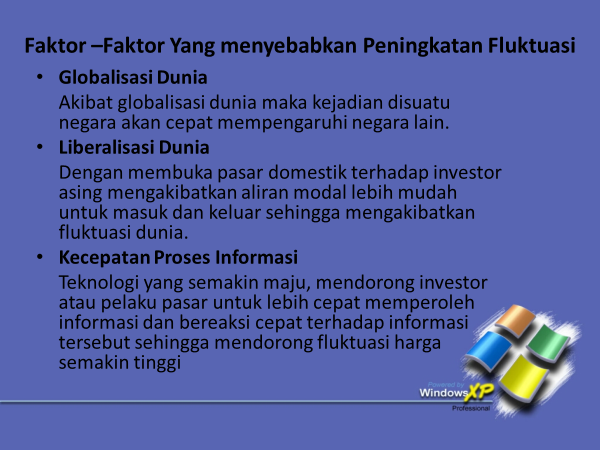 Faktor –Faktor Yang menyebabkan Peningkatan Fluktuasi
• Globalisasi Dunia
Akibat globalisasi dunia maka kejadian disuatu
negara akan cepat mempengaruhi negara lain.
• Liberalisasi Dunia
Dengan membuka pasar domestik terhadap investor
asing mengakibatkan aliran modal lebih mudah
untuk masuk dan keluar sehingga mengakibatkan
fluktuasi dunia.
• Kecepatan Proses Informasi
Teknologi yang semakin maju, mendorong investor
atau pelaku pasar untuk lebih cepat memperoleh
informasi dan bereaksi cepat terhadap informasi
tersebut sehingga mendorong fluktuasi harga
semakin tinggi
Powered by
WindowsXP
Professional